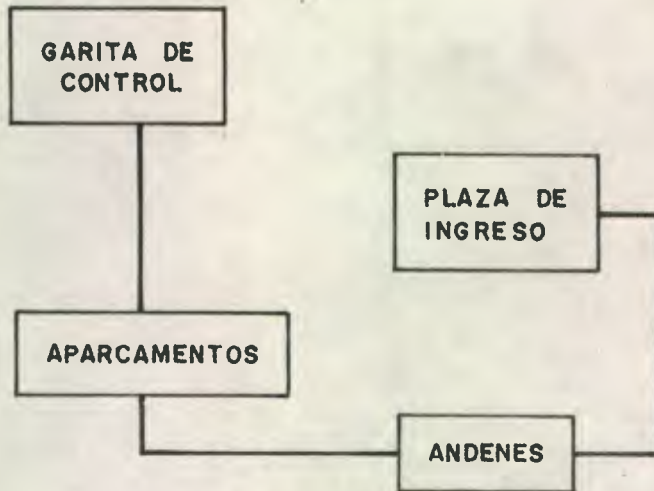 GARITA DE
CONTROL
PLAZA DE
INGRESO
APARCAMENTOS
ANDENES